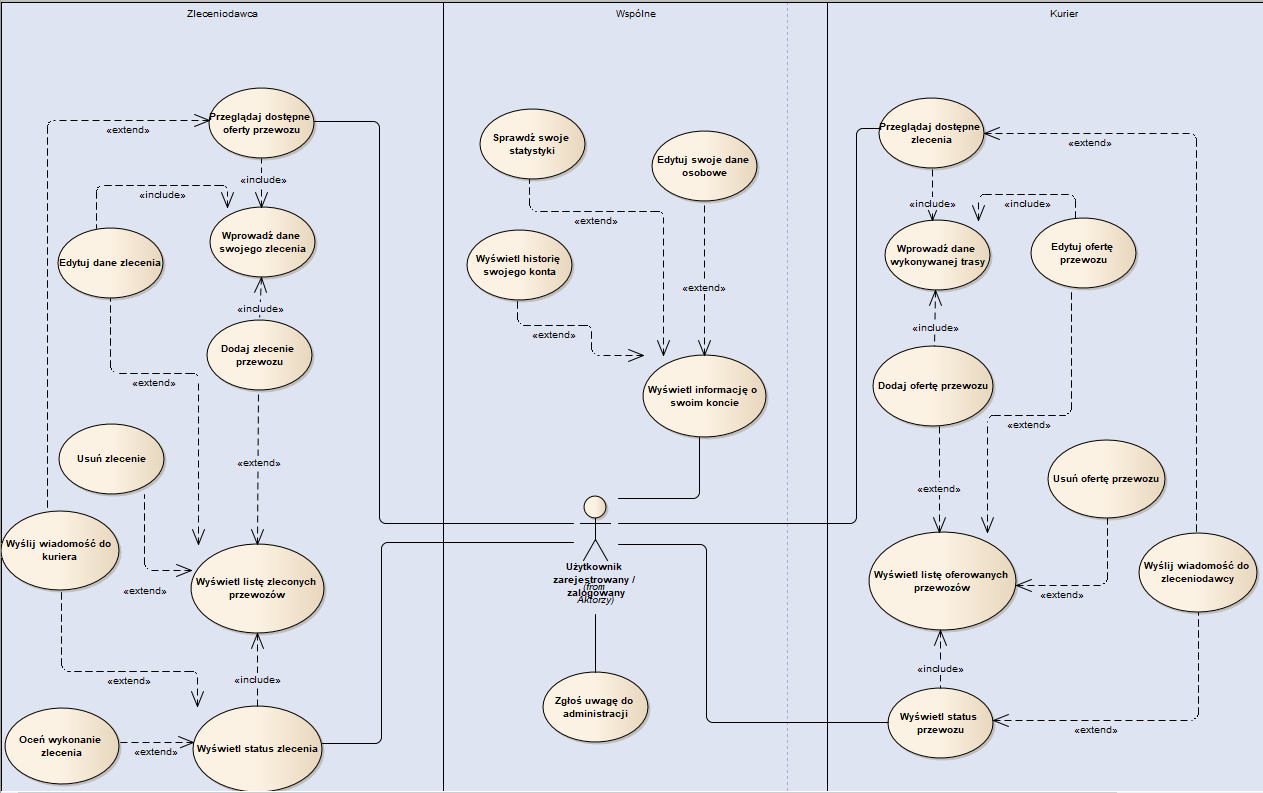 Zleceniodawca
Przeglądaj dostępne
oferty przewozu
«extend»
«include»
«include»
Wprowadź dane
swojego zlecenia
Edytuj dane zlecenia
«include»
Dodaj zlecenie
przewozu
«extend»
Usuń zlecenie
«extend»
Wyślij wiadomość do
kuriera
«extend»
Wyświetl listę zleconych
przewozów
«extend»
«include»
Oceń wykonanie
zlecenia
«extend»
Wyświetl status zlecenia
Wspólne
Sprawdź swoje
statystyki
Edytuj swoje dane
osobowe
«extend»
Wyświetl historię
swojego konta
«extend»
«extend»
Wyświetl informację o
swoim koncie
Użytkownik
zarejestrowany /
zalogowany
(from
Aktorzy)
Zgłoś uwagę do
administracji
Kurier
Przeglądaj dostępne
zlecenia
«extend»
«include»
«include»
Wprowadź dane
wykonywanej trasy
Edytuj ofertę
przewozu
«include»
Dodaj ofertę przewozu
«extend»
«extend»
Usuń ofertę przewozu
Wyświetl listę oferowanych
przewozów
«extend»
Wyślij wiadomość do
zleceniodawcy
«include»
Wyświetl status
przewozu
«extend»